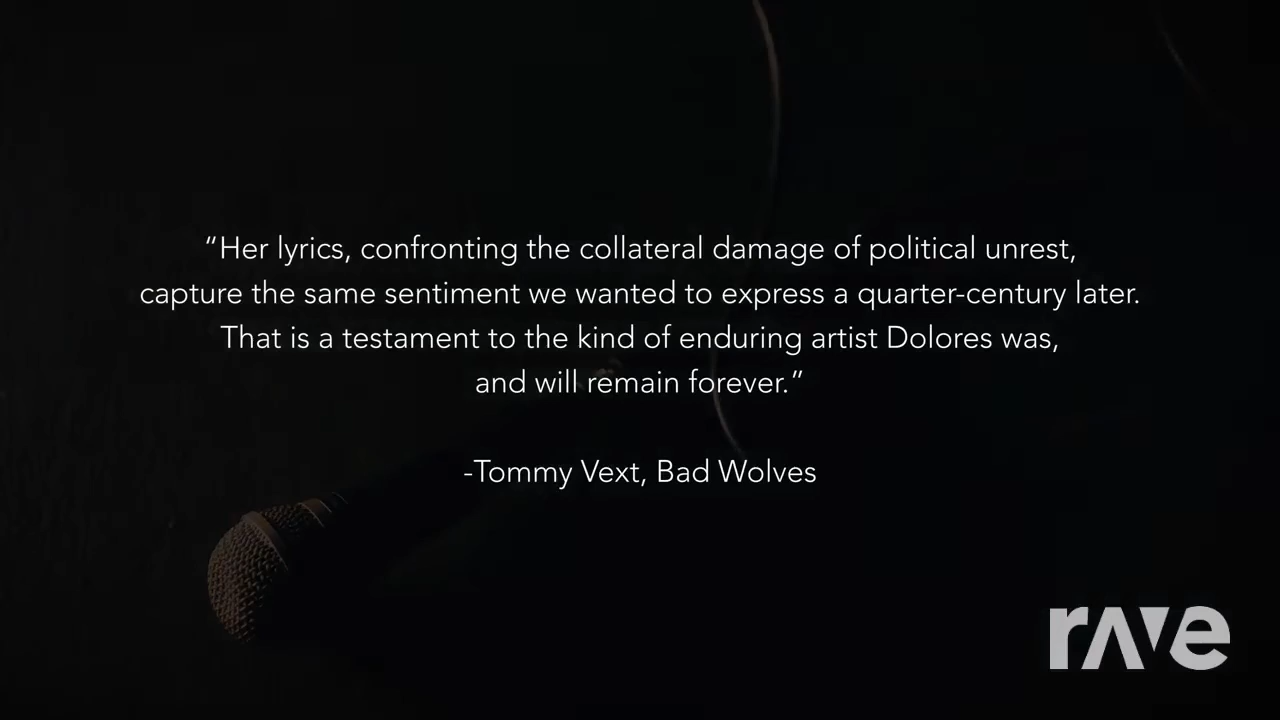 “Her lyrics, confronting the collateral damage of political unrest,
capture the same sentiment we wanted to express a quarter-century later.
That is a testament to the kind of enduring artist Dolores was,
and will remain forever.”
-Tommy Vext, Bad Wolves
rave